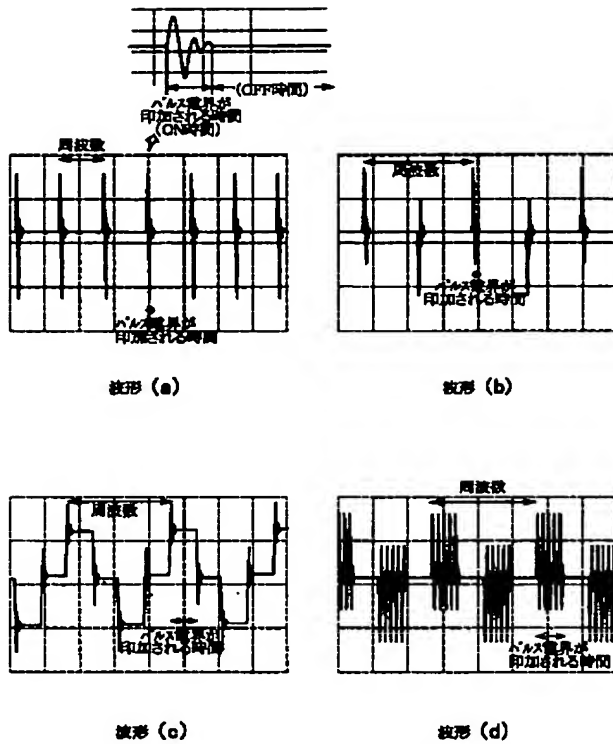 (OFF時間)
パルス電界が
印加される時間
(ON時間)
周波数
パルス電界が
印加される時間
波形 (a)
周波数
パルス電界が
印加される時間
波形 (b)
周波数
パルス電界が
印加される時間
波形 (c)
周波数
パルス電界が
印加される時間
波形 (d)